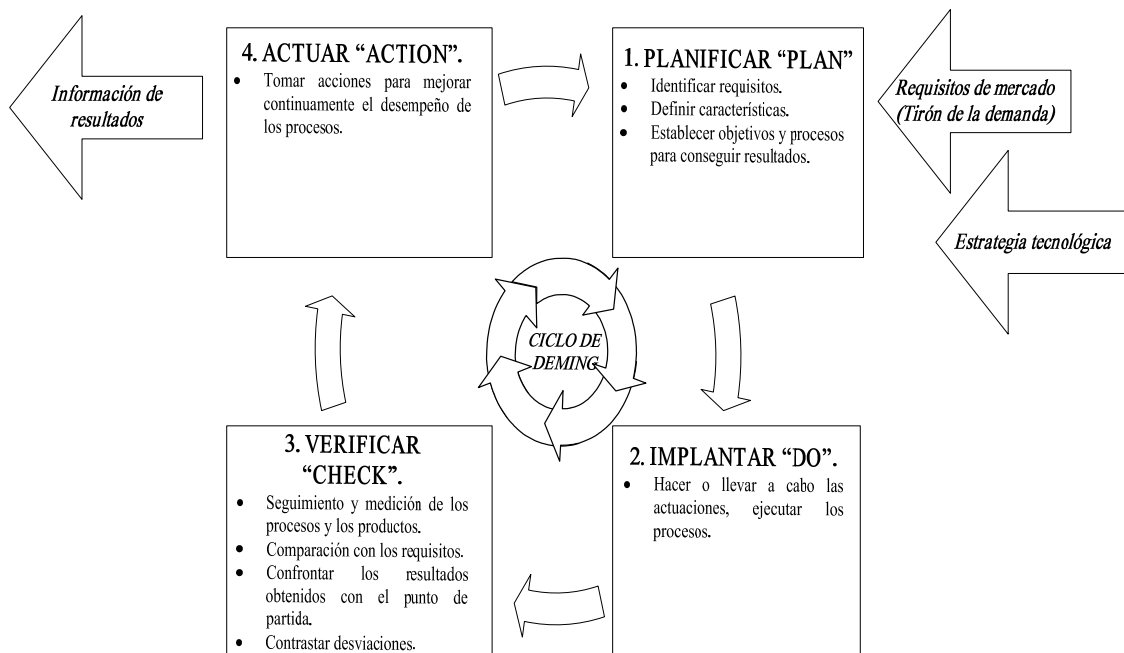 Información de
resultados
4. ACTUAR “ACTION”.
• Tomar acciones para mejorar
continuamente el desempeño de
los procesos.
1. PLANIFICAR “PLAN”
• Identificar requisitos.
• Definir características.
• Establecer objetivos y procesos
para conseguir resultados.
Requisitos de mercado
(Tirón de la demanda)
Estrategia tecnológica
CICLO DE
DEMING
3. VERIFICAR
“CHECK”.
• Seguimiento y medición de los
procesos y los productos.
• Comparación con los requisitos.
• Confrontar los resultados
obtenidos con el punto de
partida.
• Contrastar desviaciones.
2. IMPLANTAR “DO”.
• Hacer o llevar a cabo las
actuaciones, ejecutar los
procesos.